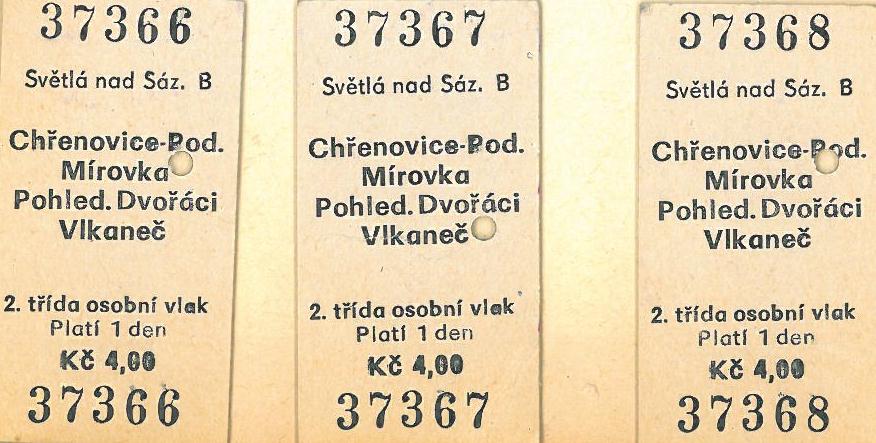 37366
Světlá nad Sáz. B
Chřenovice-Pod.
Mírovka
Pohled. Dvořáci
Vlkaneč
2. třída osobní vlak
Platí 1 den
Kč 4,00
37366
37367
Světlá nad Sáz. B
Chřenovice-Pod.
Mírovka
Pohled. Dvořáci
Vlkaneč
2. třída osobní vlak
Platí 1 den
Kč 4,00
37367
37368
Světlá nad Sáz. B
Chřenovice-Pod.
Mírovka
Pohled. Dvořáci
Vlkaneč
2. třída osobní vlak
Platí 1 den
Kč 4,00
37368